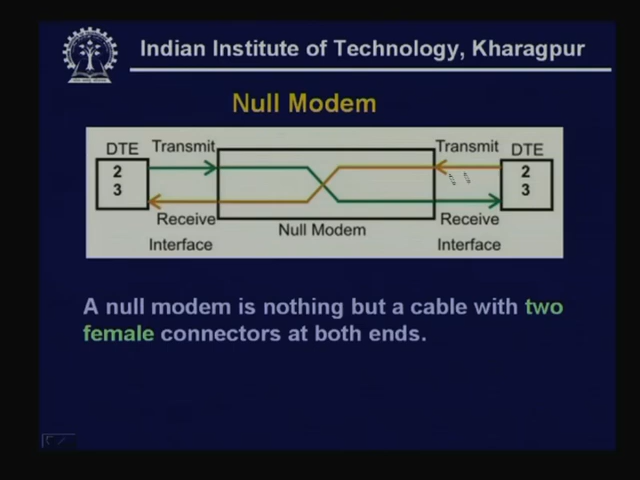 Indian Institute of Technology, Kharagpur
Null Modem
DTE Transmit Transmit DTE
2 2
3 3
Receive Null Modem Receive
Interface Interface
A null modem is nothing but a cable with two
female connectors at both ends.